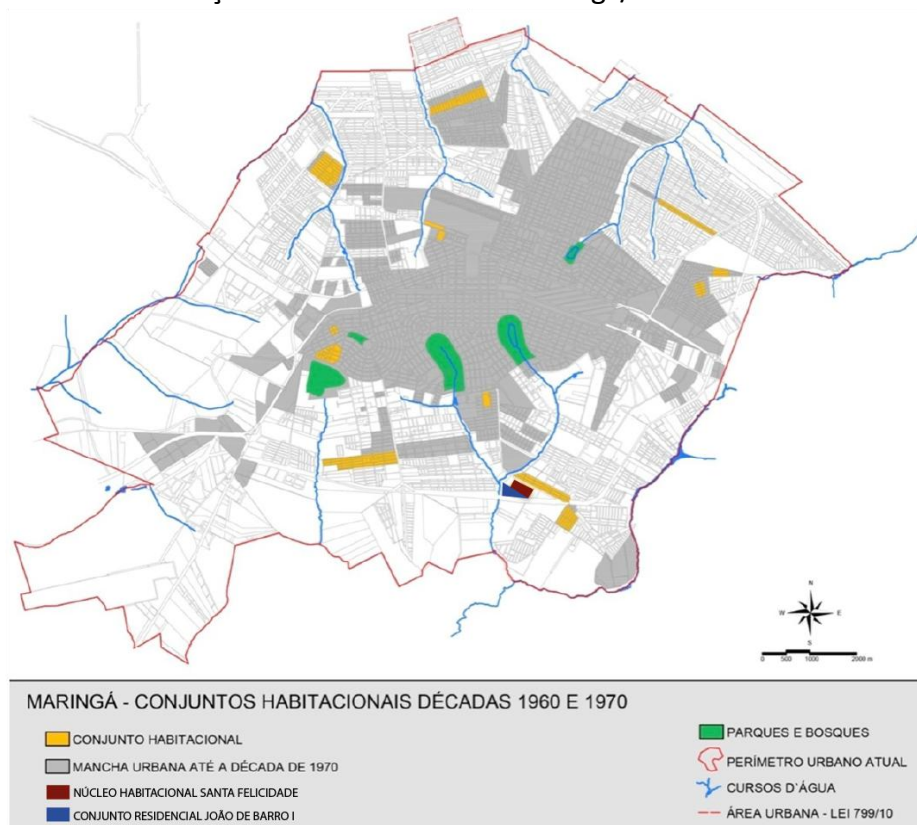 N
W
E
S
0 500 1000 2000 m
MARINGÁ - CONJUNTOS HABITACIONAIS DÉCADAS 1960 E 1970
CONJUNTO HABITACIONAL
MANCHA URBANA ATÉ A DÉCADA DE 1970
NÚCLEO HABITACIONAL SANTA FELICIDADE
CONJUNTO RESIDENCIAL JOÃO DE BARRO I
PARQUES E BOSQUES
PERÍMETRO URBANO ATUAL
CURSOS D'ÁGUA
ÁREA URBANA - LEI 799/10